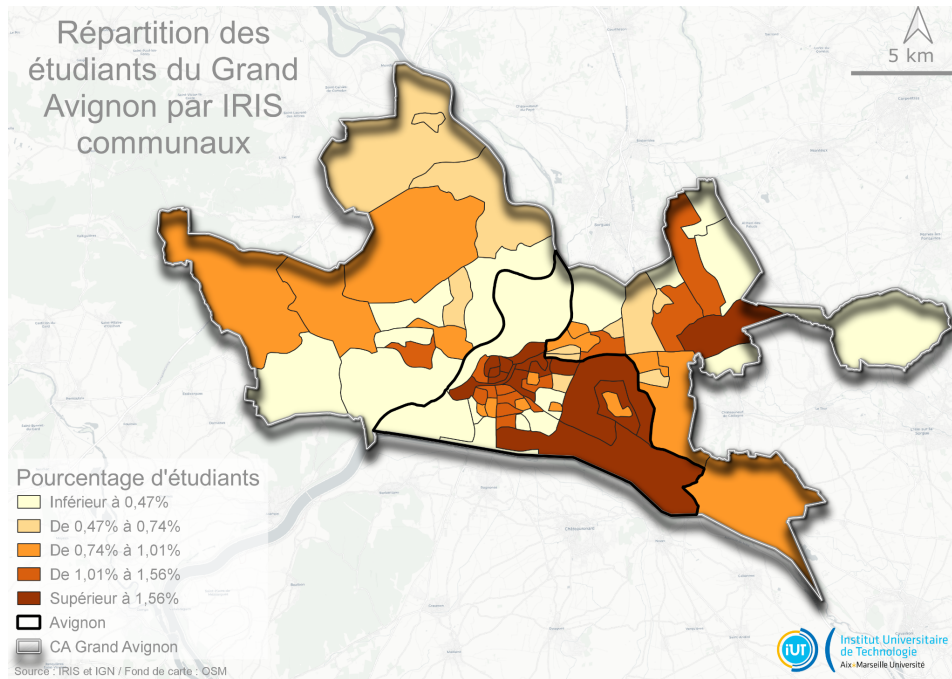 Répartition des
étudiants du Grand
Avignon par IRIS
communaux
5 km
Pourcentage d'étudiants
Inférieur à 0,47%
De 0,47% à 0,74%
De 0,74% à 1,01%
De 1,01% à 1,56%
Supérieur à 1,56%
Avignon
CA Grand Avignon
Source : IRIS et IGN / Fond de carte : OSM
iUT
Institut Universitaire
de Technologie
Aix*Marseille Université